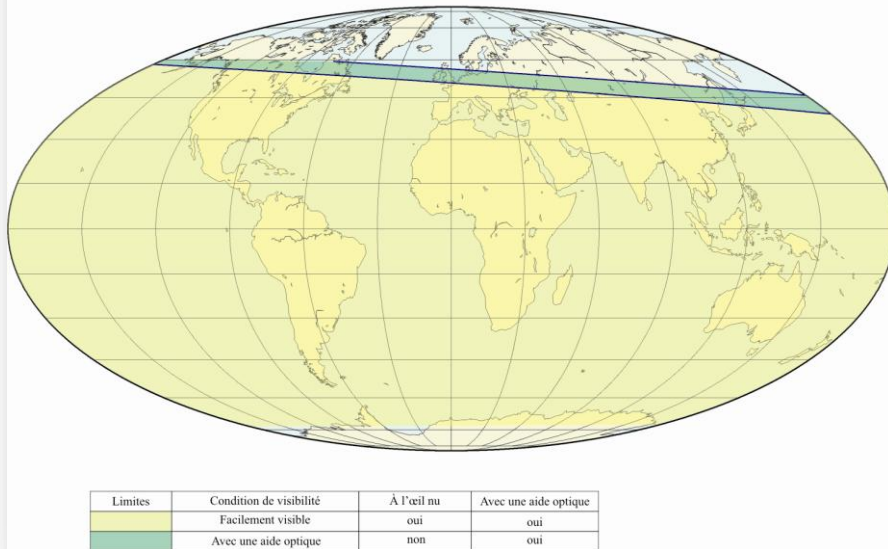 Limites Condition de visibilité À l'œil nu Avec une aide optique
Facilement visible oui oui
Avec une aide optique non oui